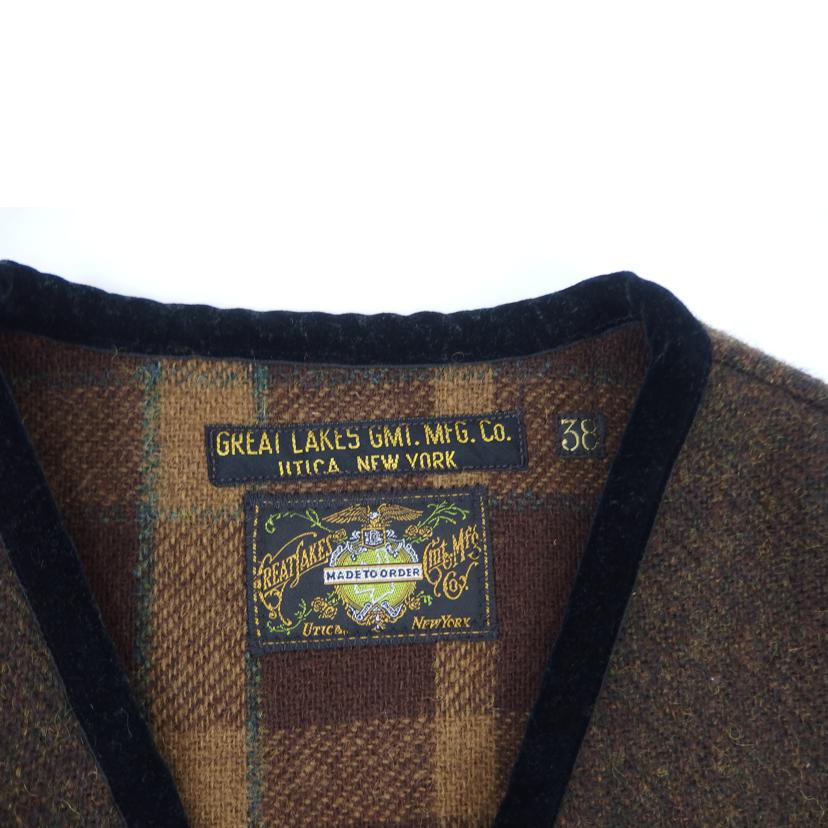 GREAT LAKES GMT. MFG. Co.
UTICA, NEW YORK
38
GREAT LAKES GMT. MFG. Co.
MADE TO ORDER
UTICA, NEW YORK